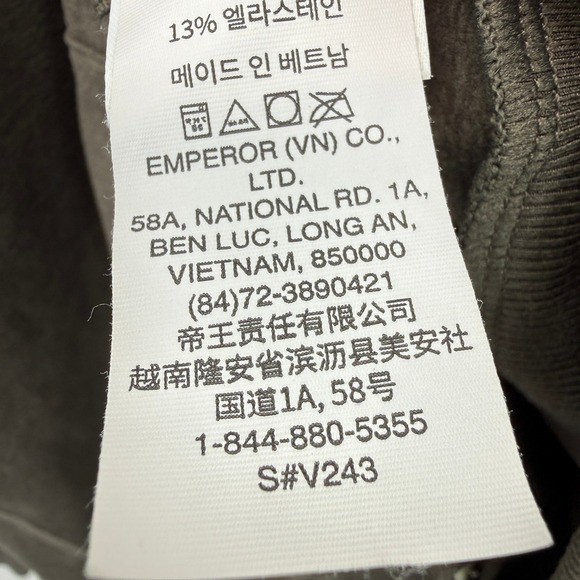 13% 엘라스테인
메이드 인 베트남
EMPEROR (VN) CO.,
LTD.
58A, NATIONAL RD. 1A,
BEN LUC, LONG AN,
VIETNAM, 850000
(84)72-3890421
帝王责任有限公司
越南隆安省滨沥县美安社
国道1A, 58号
1-844-880-5355
S#V243